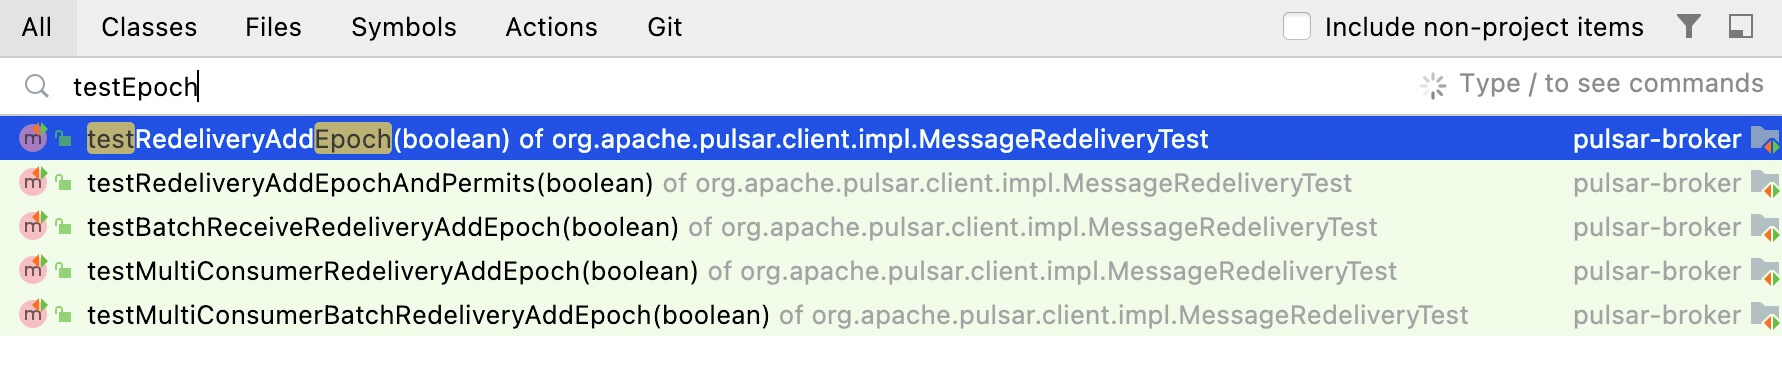 All Classes Files Symbols Actions Git Include non-project items
testEpoch Type / to see commands
m testRedeliveryAddEpoch(boolean) of org.apache.pulsar.client.impl.MessageRedeliveryTest pulsar-broker
m testRedeliveryAddEpochAndPermits(boolean) of org.apache.pulsar.client.impl.MessageRedeliveryTest pulsar-broker
m testBatchReceiveRedeliveryAddEpoch(boolean) of org.apache.pulsar.client.impl.MessageRedeliveryTest pulsar-broker
m testMultiConsumerRedeliveryAddEpoch(boolean) of org.apache.pulsar.client.impl.MessageRedeliveryTest pulsar-broker
m testMultiConsumerBatchRedeliveryAddEpoch(boolean) of org.apache.pulsar.client.impl.MessageRedeliveryTest pulsar-broker